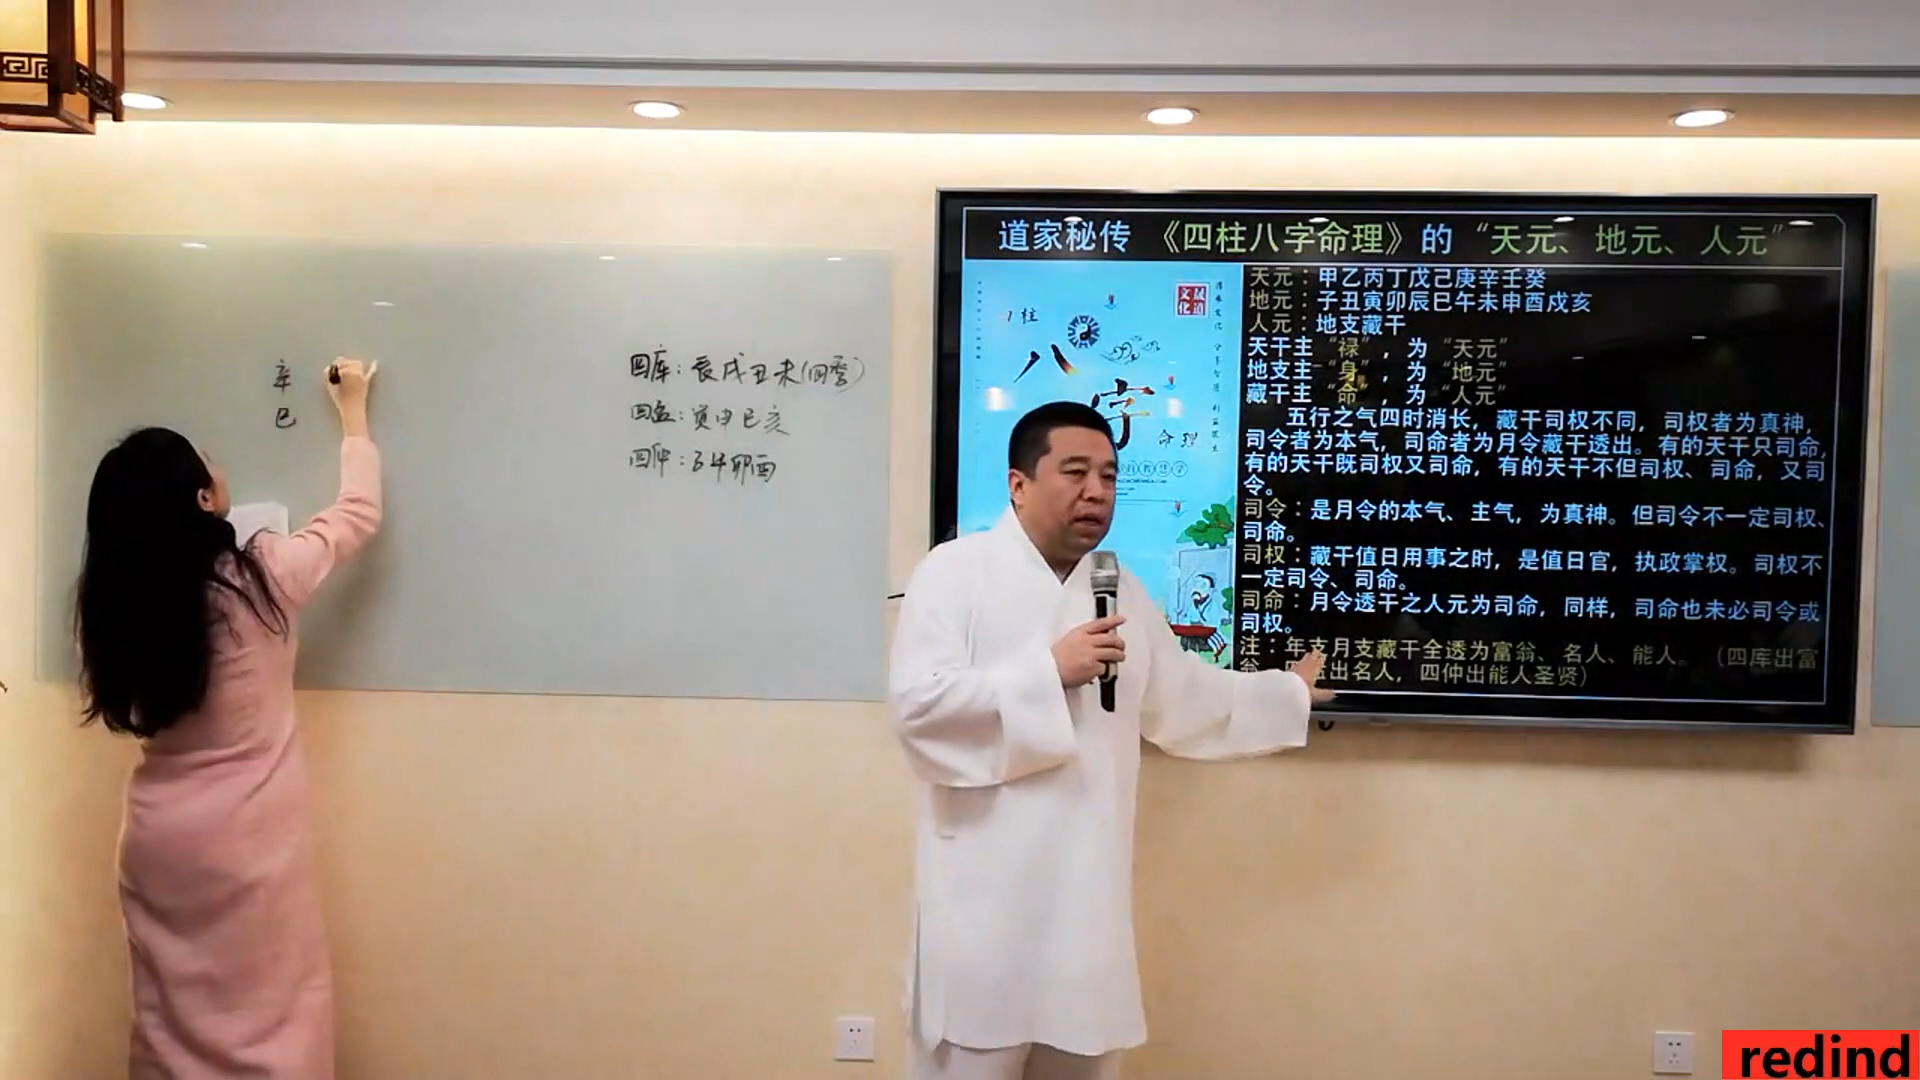 道家秘传 《四柱八字命理》的“天元、地元、人元”
天元：甲乙丙丁戊己庚辛壬癸
地元：子丑寅卯辰巳午未申酉戌亥
人元：地支藏干
天干主“禄”，为“天元”
地支主“身”，为“地元”
藏干主“命”，为“人元”
五行之气四时消长，藏干司权不同，司权者为真神，
司令者为本气，司命者为月令藏干透出。有的天干只司命，
有的天干既司权又司命，有的天干不但司权、司命，又司
令。
司令：是月令的本气、主气，为真神。但司令不一定司权、
司命。
司权：藏干值日用事之时，是值日官，执政掌权。司权不
一定司令、司命。
司命：月令透干之人元为司命，同样，司命也未必司令或
司权。
注：年支月支藏干全透为富翁、名人、能人。（四库出富
翁，四孟出名人，四仲出能人圣贤）
柱
八
字
命理
文化
辛
巳
四库：辰戌丑未(四季)
四孟：寅申巳亥
四仲：子午卯酉
redind